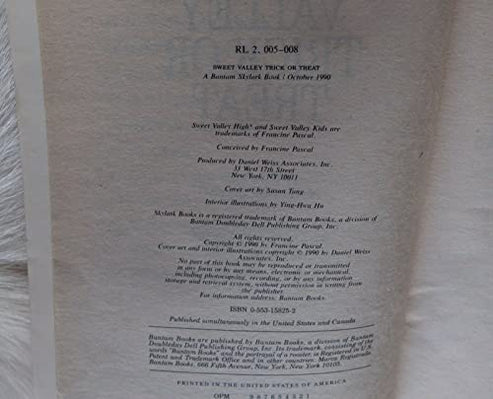 RL 2, 005-008
SWEET VALLEY TRICK OR TREAT
A Bantam Skylark Book / October 1990
Sweet Valley High® and Sweet Valley Kids are
trademarks of Francine Pascal
Conceived by Francine Pascal
Produced by Daniel Weiss Associates, Inc.
33 West 17th Street
New York, NY 10011
Cover art by Susan Tang
Interior illustrations by Ying-Hwa Hu
Skylark Books is a registered trademark of Bantam Books, a division of
Bantam Doubleday Dell Publishing Group, Inc.
All rights reserved.
Copyright © 1990 by Francine Pascal
Cover art and interior illustrations copyright © 1990 by Daniel Weiss
Associates, Inc.
No part of this book may be reproduced or transmitted
in any form or by any means, electronic or mechanical,
including photocopying, recording, or by any information
storage and retrieval system, without permission in writing from
the publisher.
For information address: Bantam Books.
ISBN 0-553-15825-2
Published simultaneously in the United States and Canada
Bantam Books are published by Bantam Books, a division of Bantam
Doubleday Dell Publishing Group, Inc. Its trademark, consisting of the
words "Bantam Books" and the portrayal of a rooster, is Registered in U.S.
Patent and Trademark Office and in other countries. Marca Registrada.
Bantam Books, 666 Fifth Avenue, New York, New York 10103.
PRINTED IN THE UNITED STATES OF AMERICA
OPM 987654321